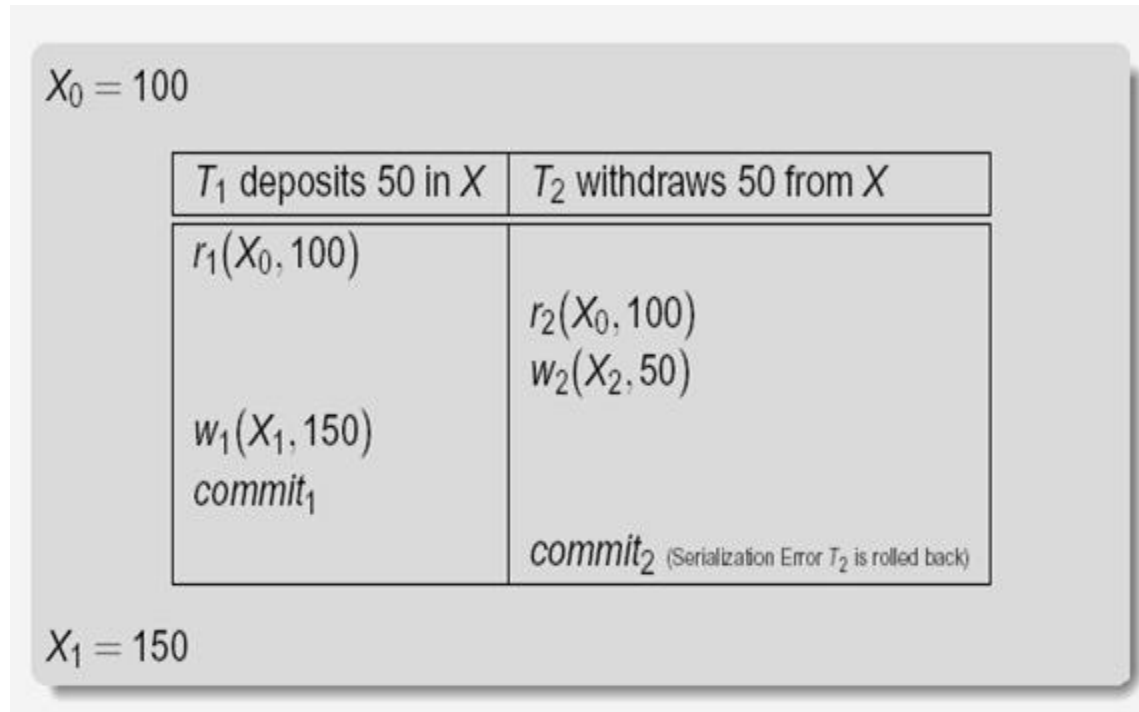 X₀ = 100
T₁ deposits 50 in X T₂ withdraws 50 from X
r₁(X₀, 100)
r₂(X₀, 100)
w₂(X₂, 50)
w₁(X₁, 150)
commit₁
commit₂ (Serialization Error T₂ is rolled back)
X₁ = 150